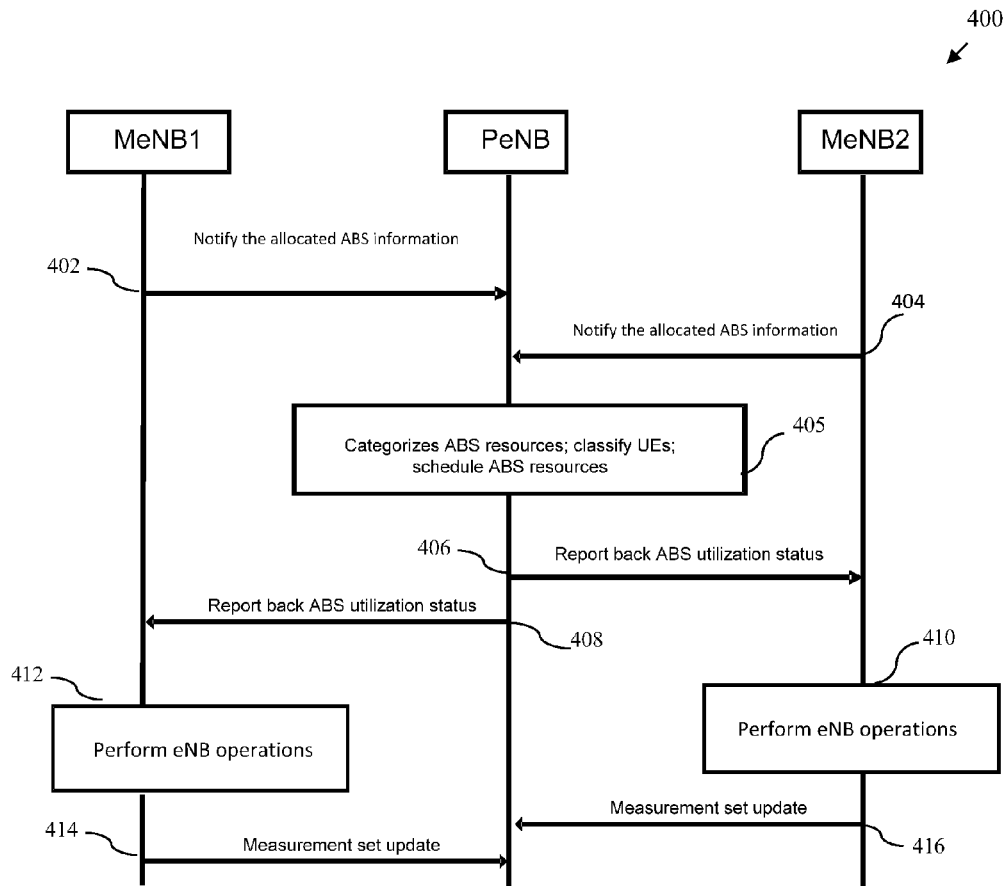 400
MeNB1
PeNB
MeNB2
Notify the allocated ABS information
402
404
Notify the allocated ABS information
405
Categorizes ABS resources; classify UEs;
schedule ABS resources
406
Report back ABS utilization status
Report back ABS utilization status
408
410
412
Perform eNB operations
Perform eNB operations
Measurement set update
414
Measurement set update
416